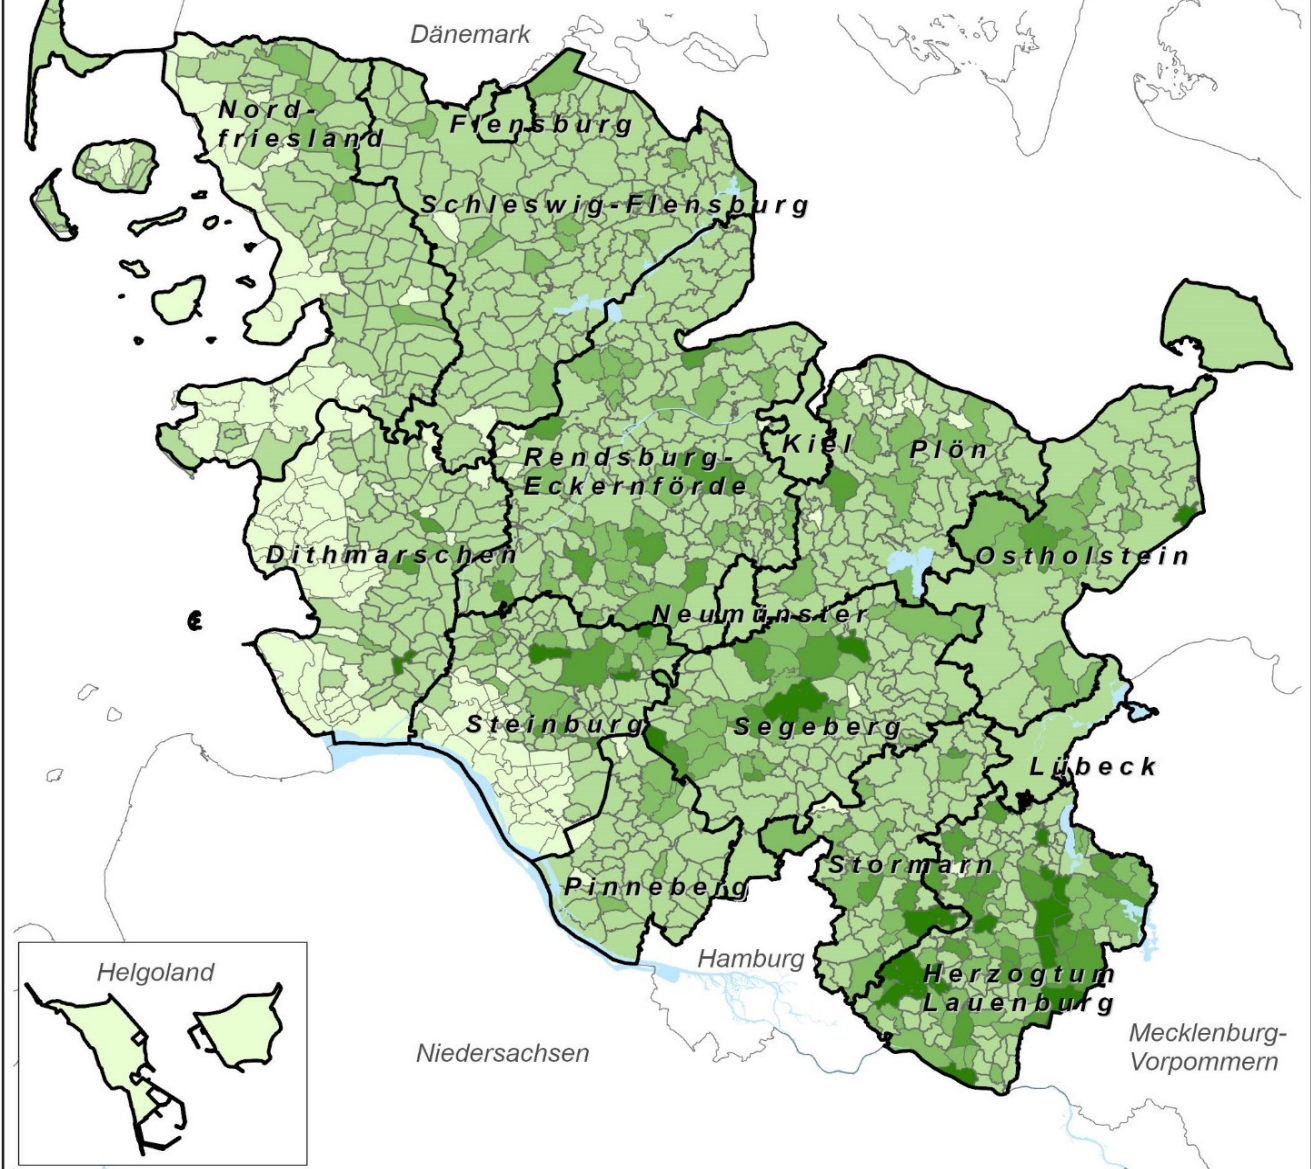 Dänemark
Nord-
friesland
Flensburg
Schleswig-Flensburg
Rendsburg-
Eckernförde
Kiel
Plön
Dithmarschen
Ostholstein
Neumünster
Steinburg
Segeberg
Lübeck
Stormarn
Pinneberg
Hamburg
Herzogtum
Lauenburg
Helgoland
Niedersachsen
Mecklenburg-
Vorpommern